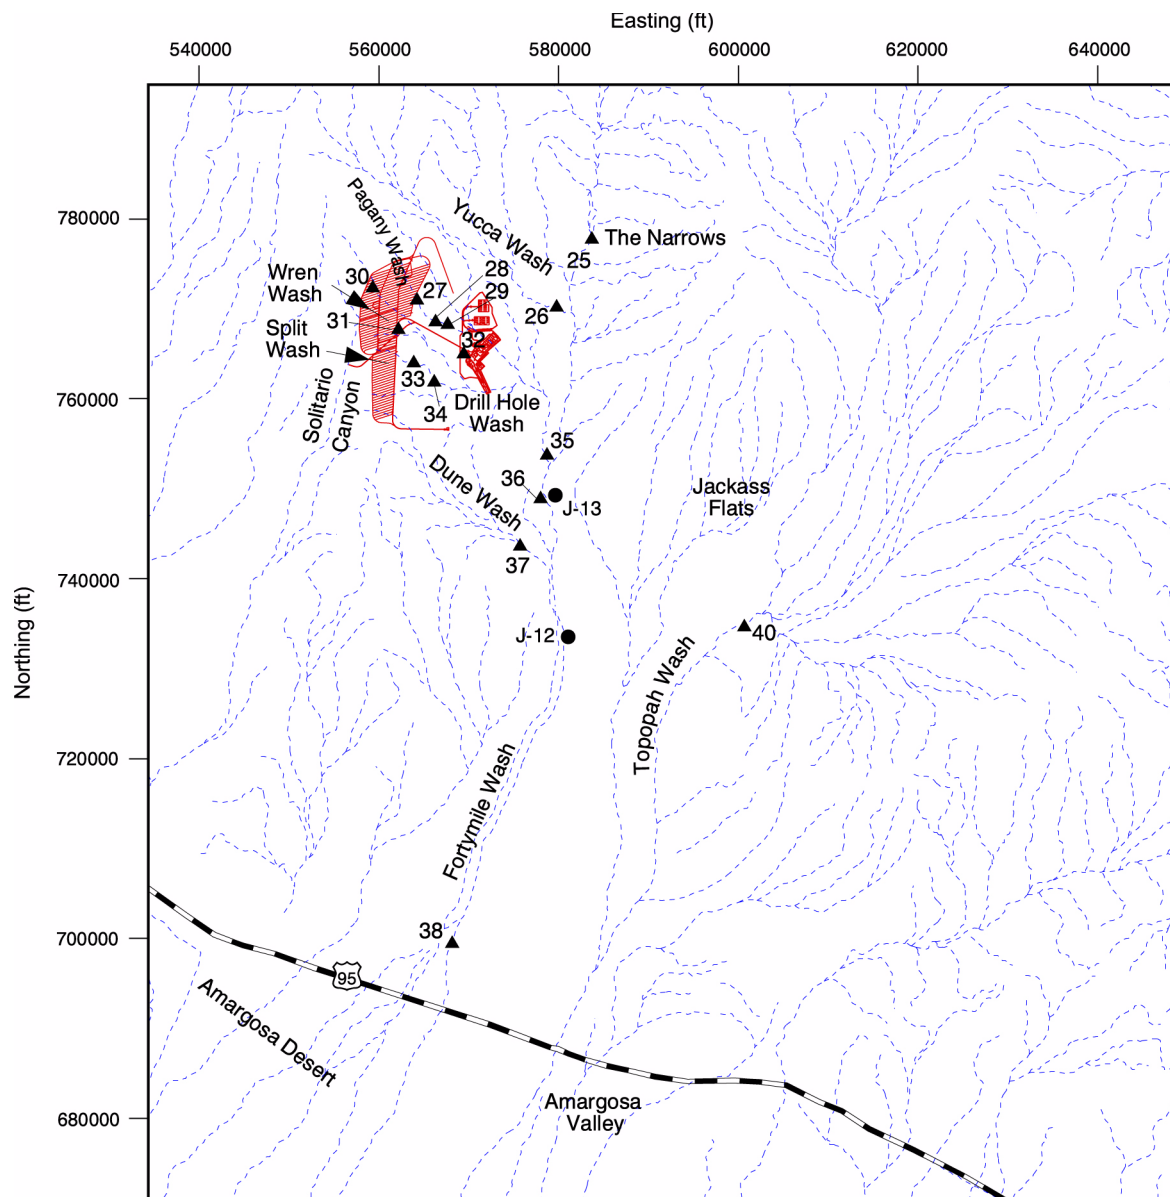 Easting (ft)
540000
560000
580000
600000
620000
640000
Northing (ft)
780000
760000
740000
720000
700000
680000
Pagany Wash
Yucca Wash
The Narrows
25
Wren
Wash
30
27
28
29
26
31
Split
Wash
32
33
34
Solitario
Canyon
Drill Hole
Wash
35
Dune Wash
36
J-13
Jackass
Flats
37
J-12
40
Topopah Wash
Fortymile Wash
38
95
Amargosa Desert
Amargosa
Valley